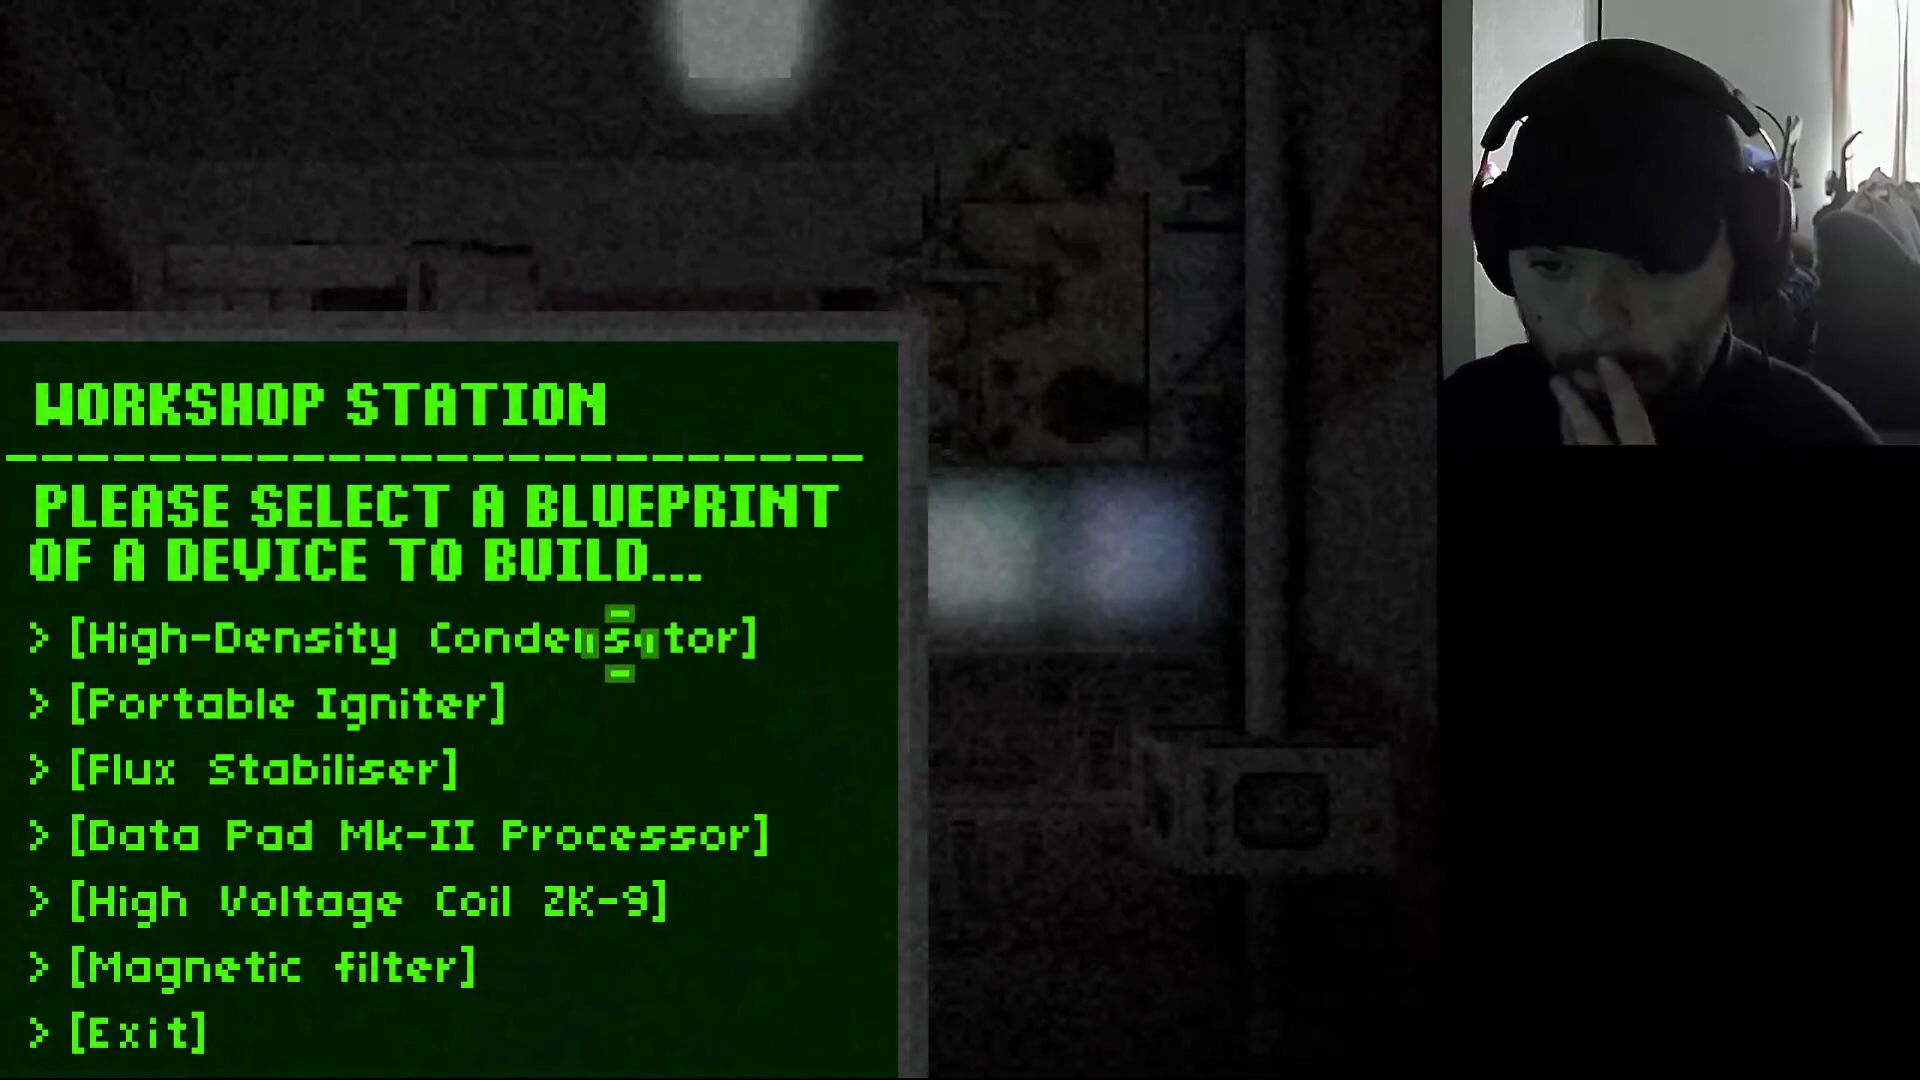 WORKSHOP STATION
PLEASE SELECT A BLUEPRINT
OF A DEVICE TO BUILD...
> [High-Density Condensator]
> [Portable Igniter]
> [Flux Stabiliser]
> [Data Pad Mk-II Processor]
> [High Voltage Coil ZK-9]
> [Magnetic filter]
> [Exit]